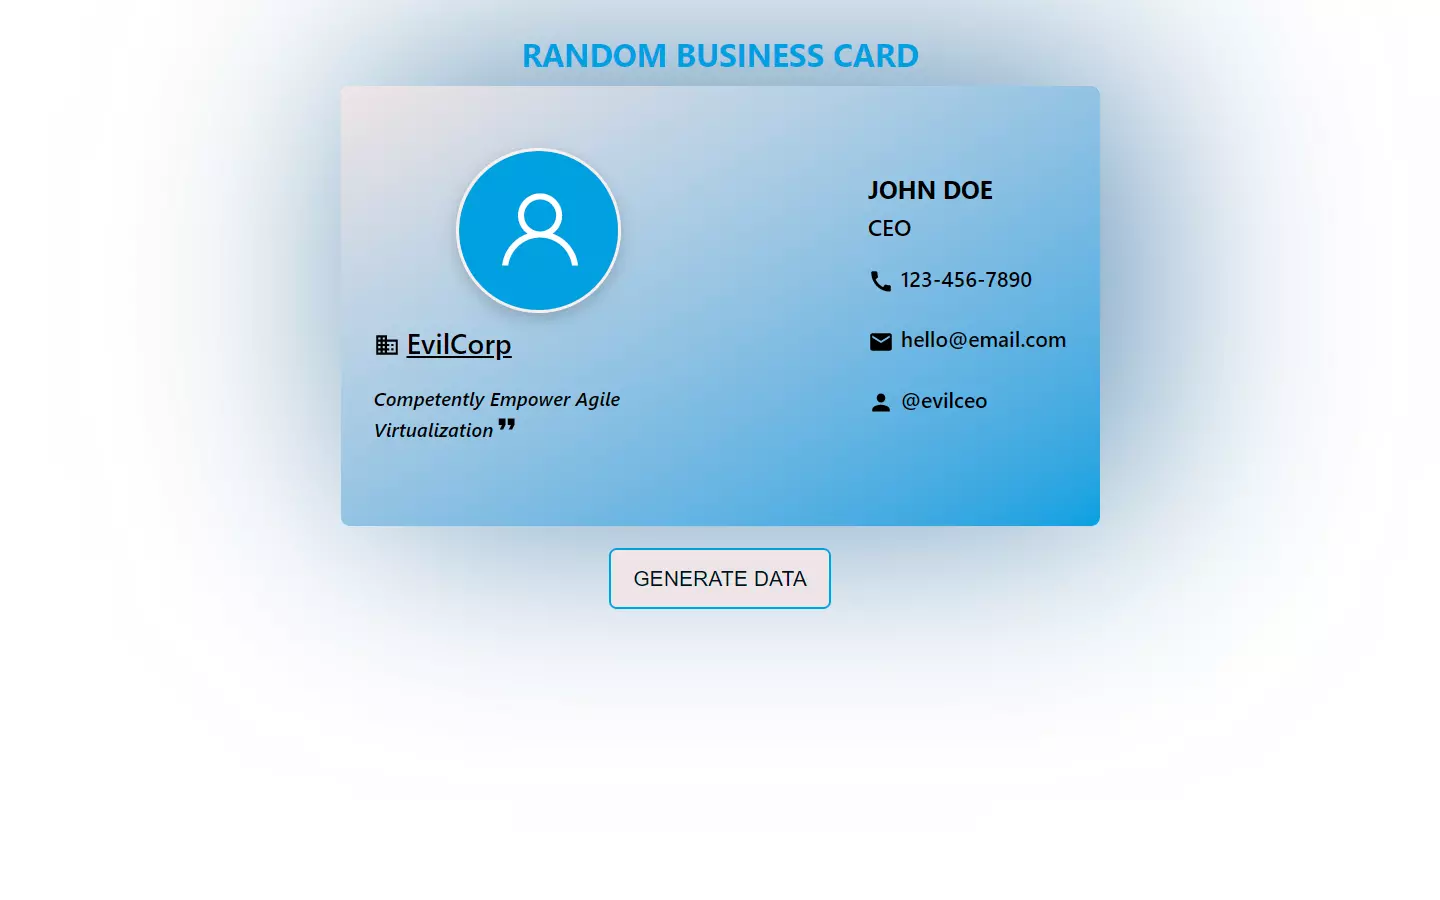 RANDOM BUSINESS CARD
EvilCorp
Competently Empower Agile
Virtualization ”
JOHN DOE
CEO
123-456-7890
hello@email.com
@evilceo
GENERATE DATA